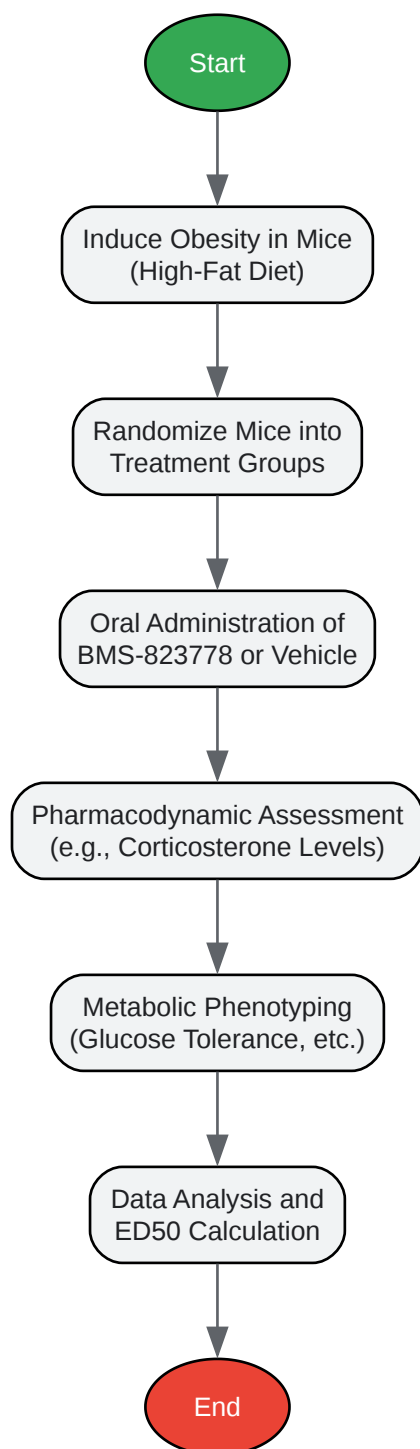 Start
Induce Obesity in Mice
(High-Fat Diet)
Randomize Mice into
Treatment Groups
Oral Administration of
BMS-823778 or Vehicle
Pharmacodynamic Assessment
(e.g., Corticosterone Levels)
Metabolic Phenotyping
(Glucose Tolerance, etc.)
Data Analysis and
ED50 Calculation
End